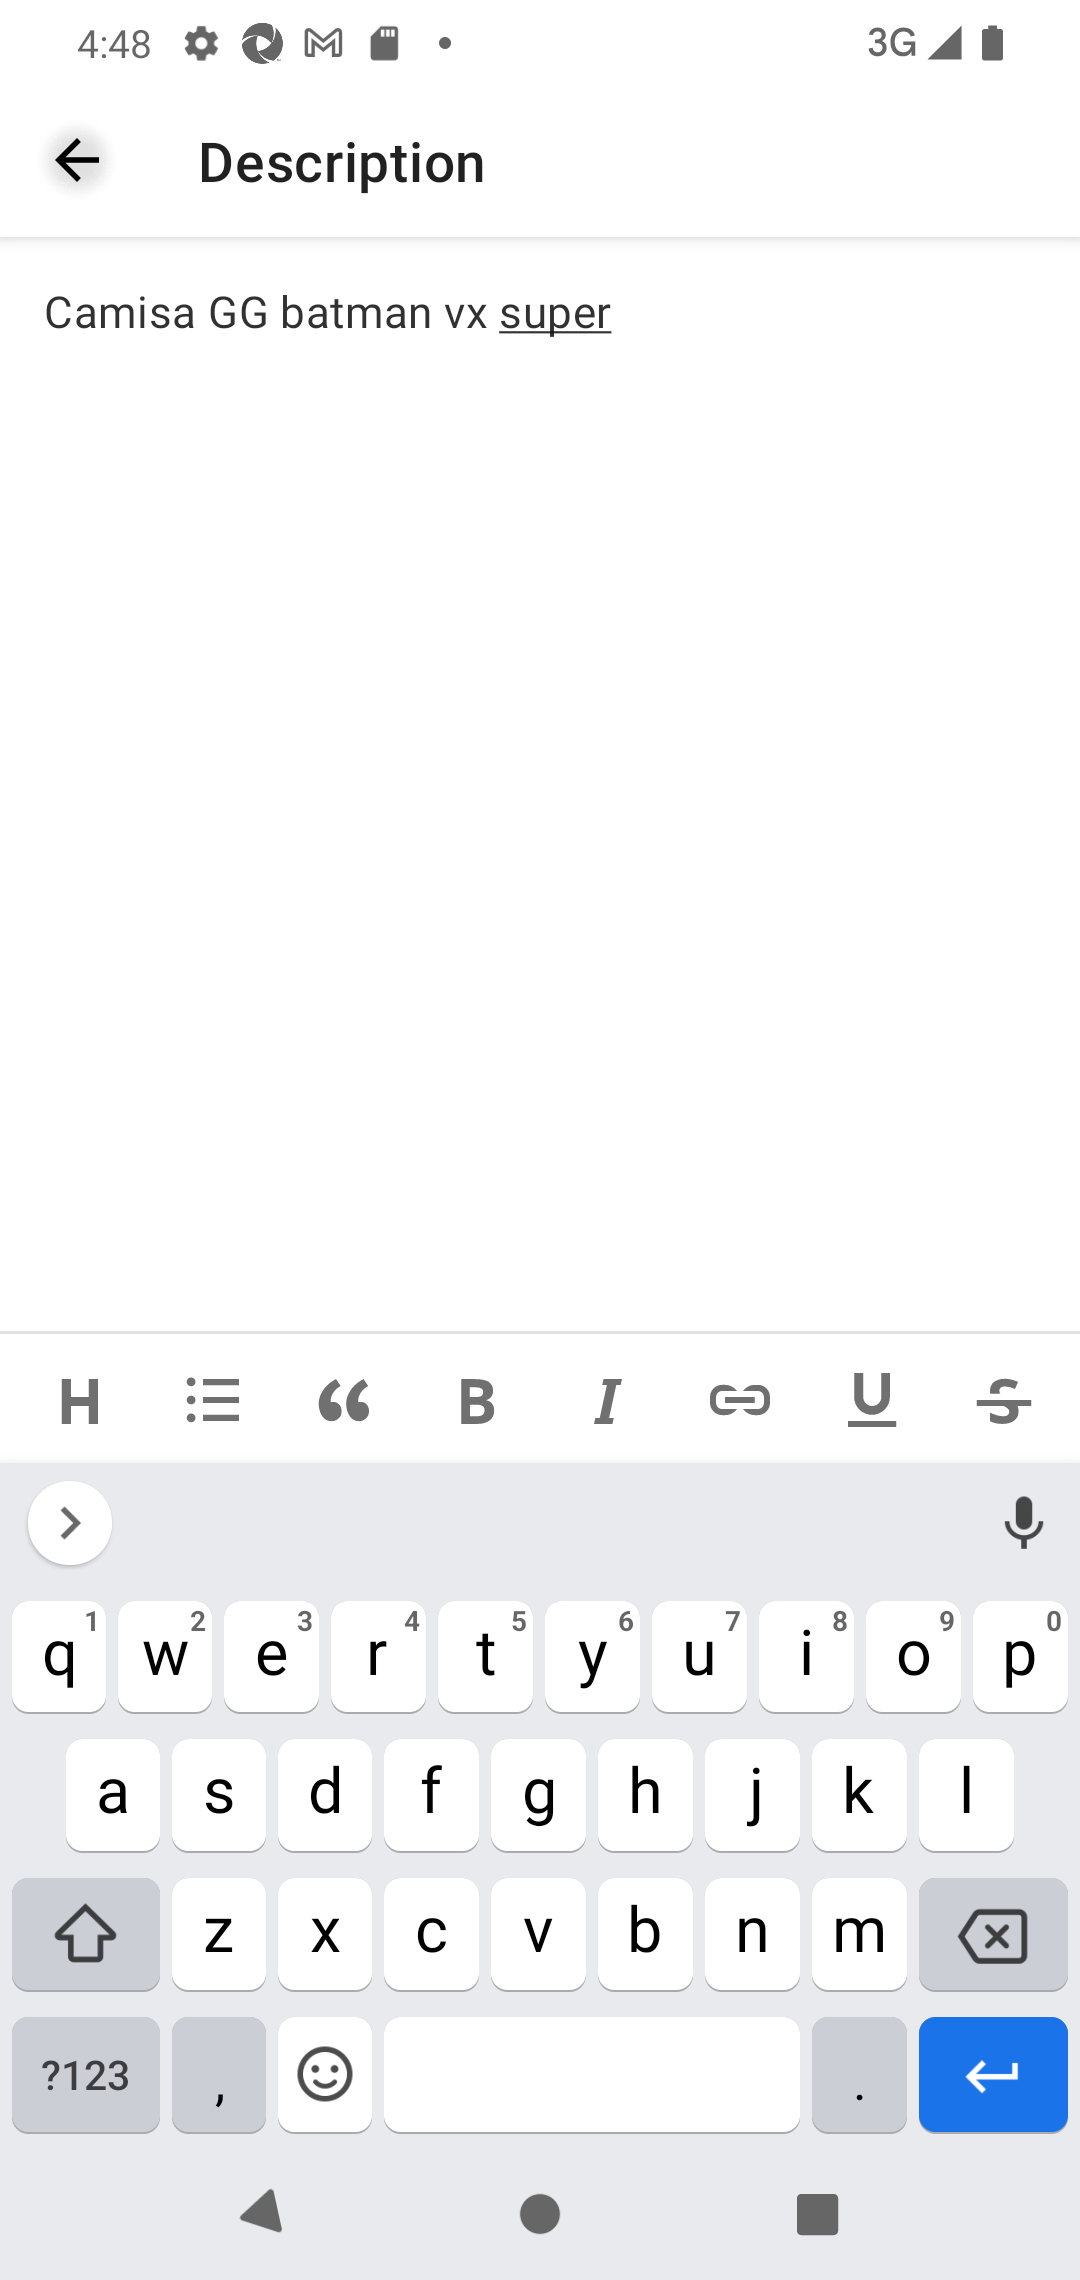 4:48
3G
Description
Camisa GG batman vx super
H B I U S
q 1 w 2 e 3 r 4 t 5 y 6 u 7 i 8 o 9 p 0
a s d f g h j k l
z x c v b n m
?123 , .